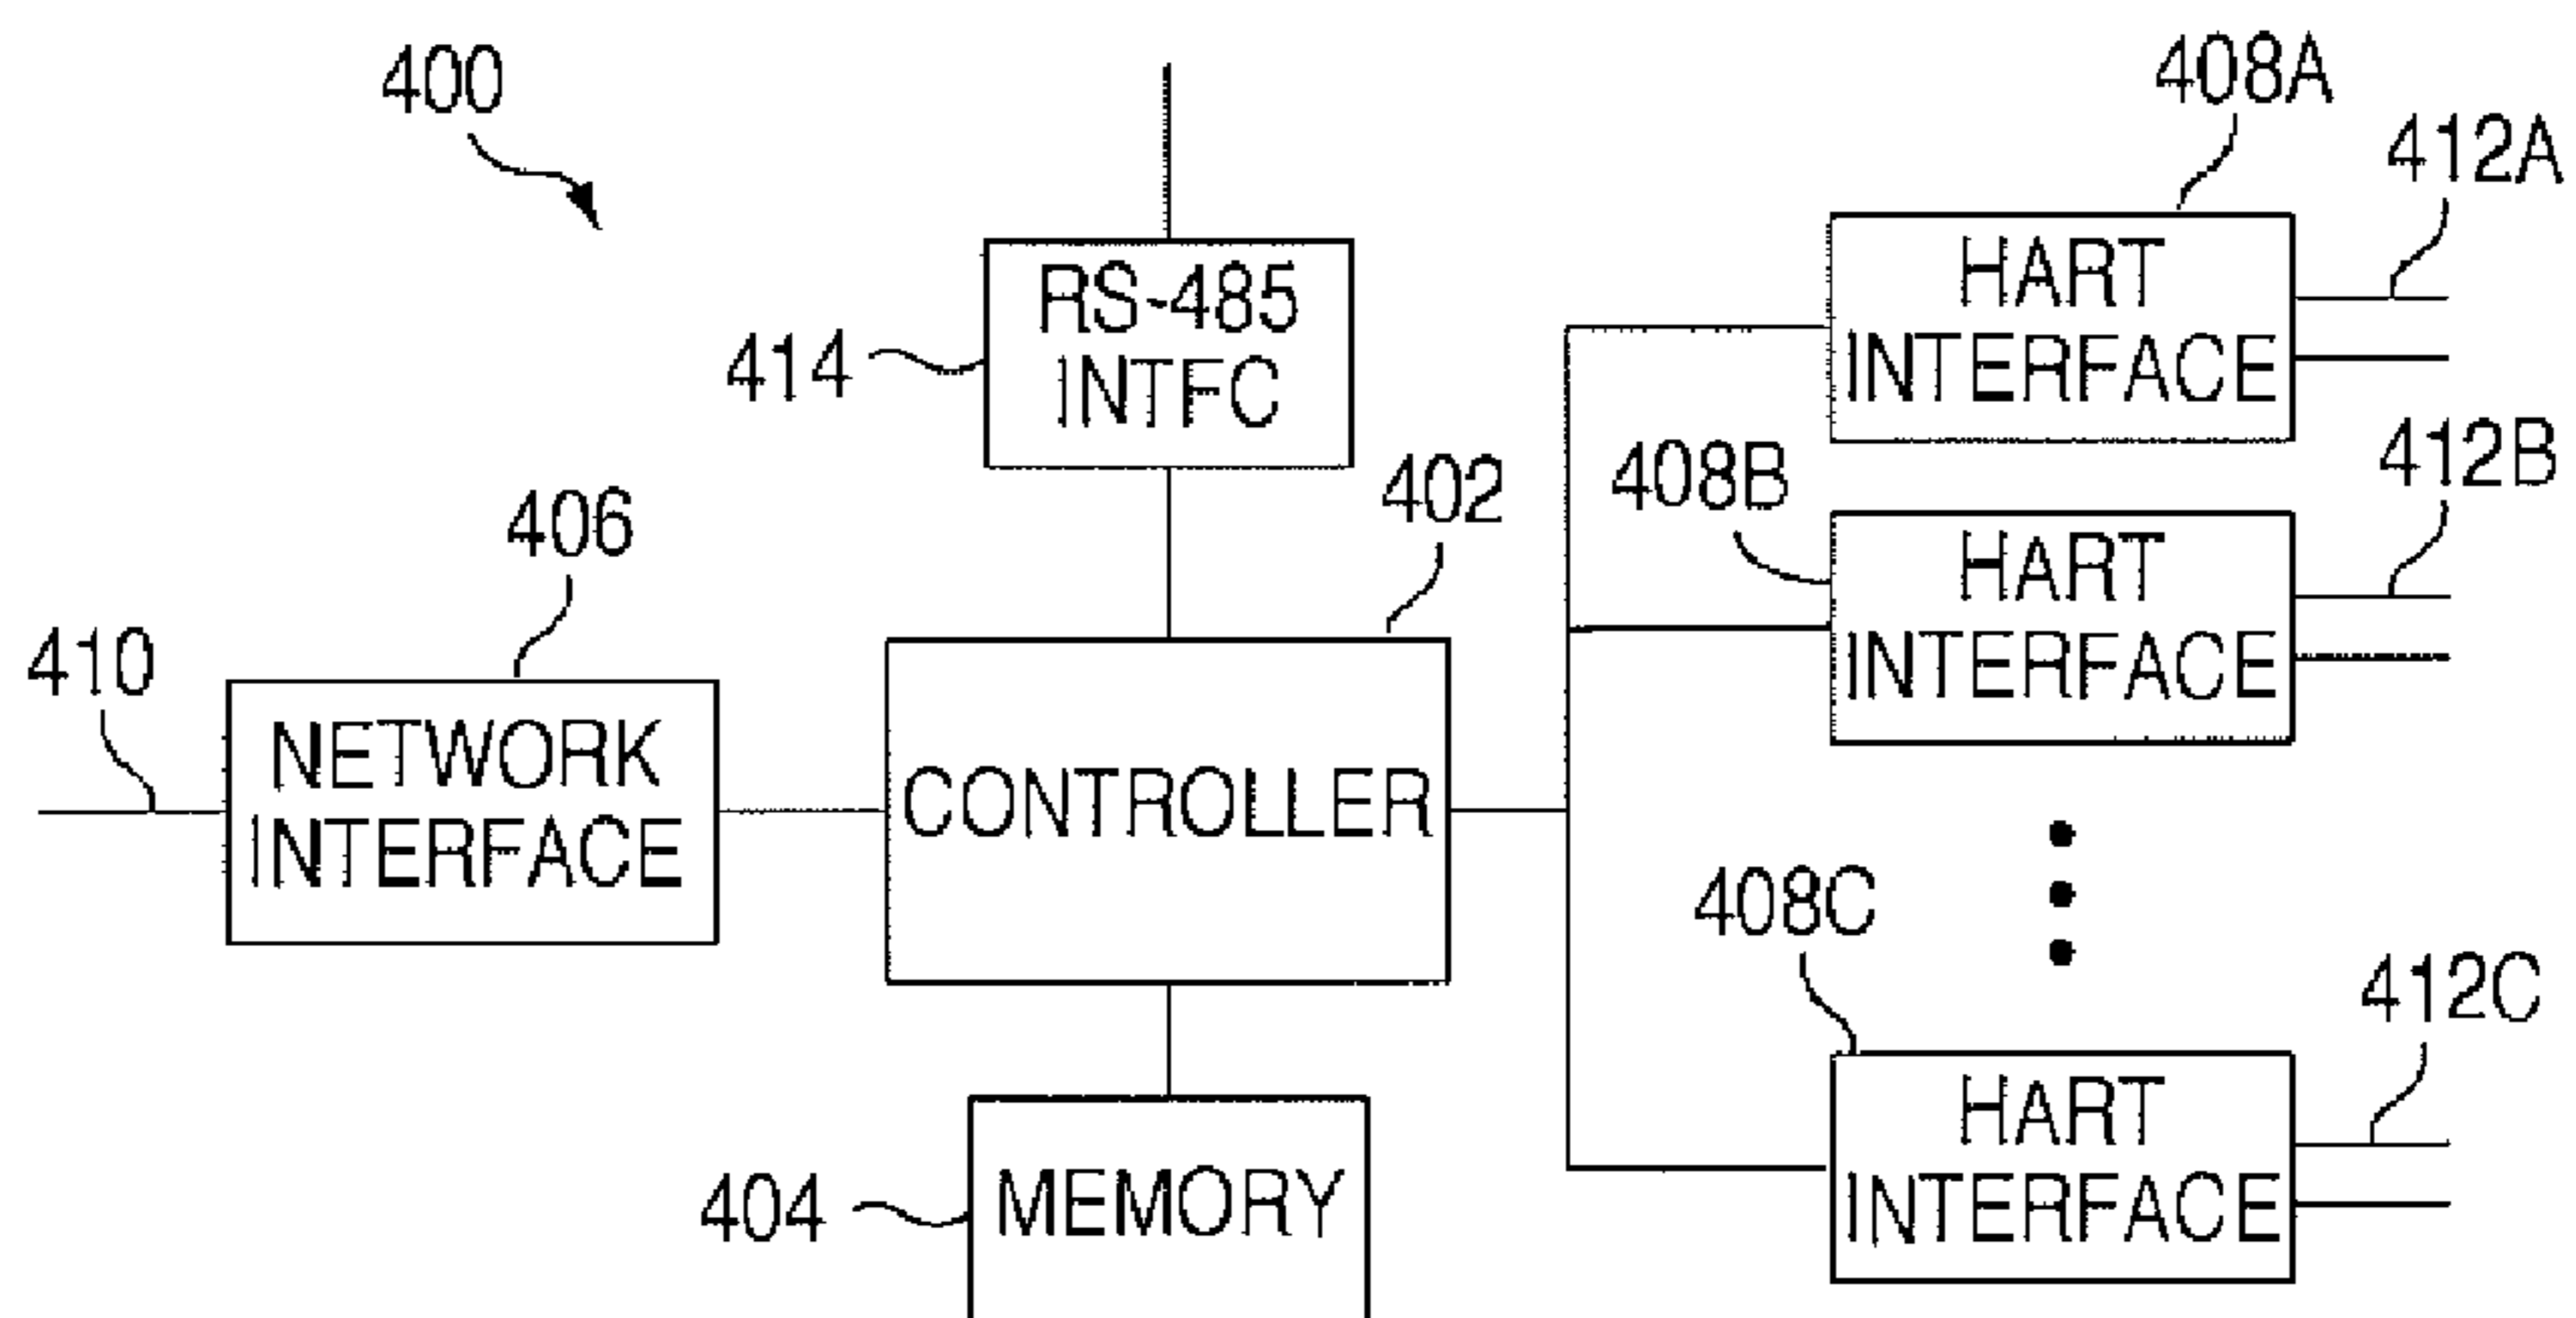 400
408A
412A
RS-485
INTFC
414
HART
INTERFACE
402
408B
412B
406
HART
INTERFACE
410
NETWORK
INTERFACE
CONTROLLER
408C
412C
404
MEMORY
HART
INTERFACE